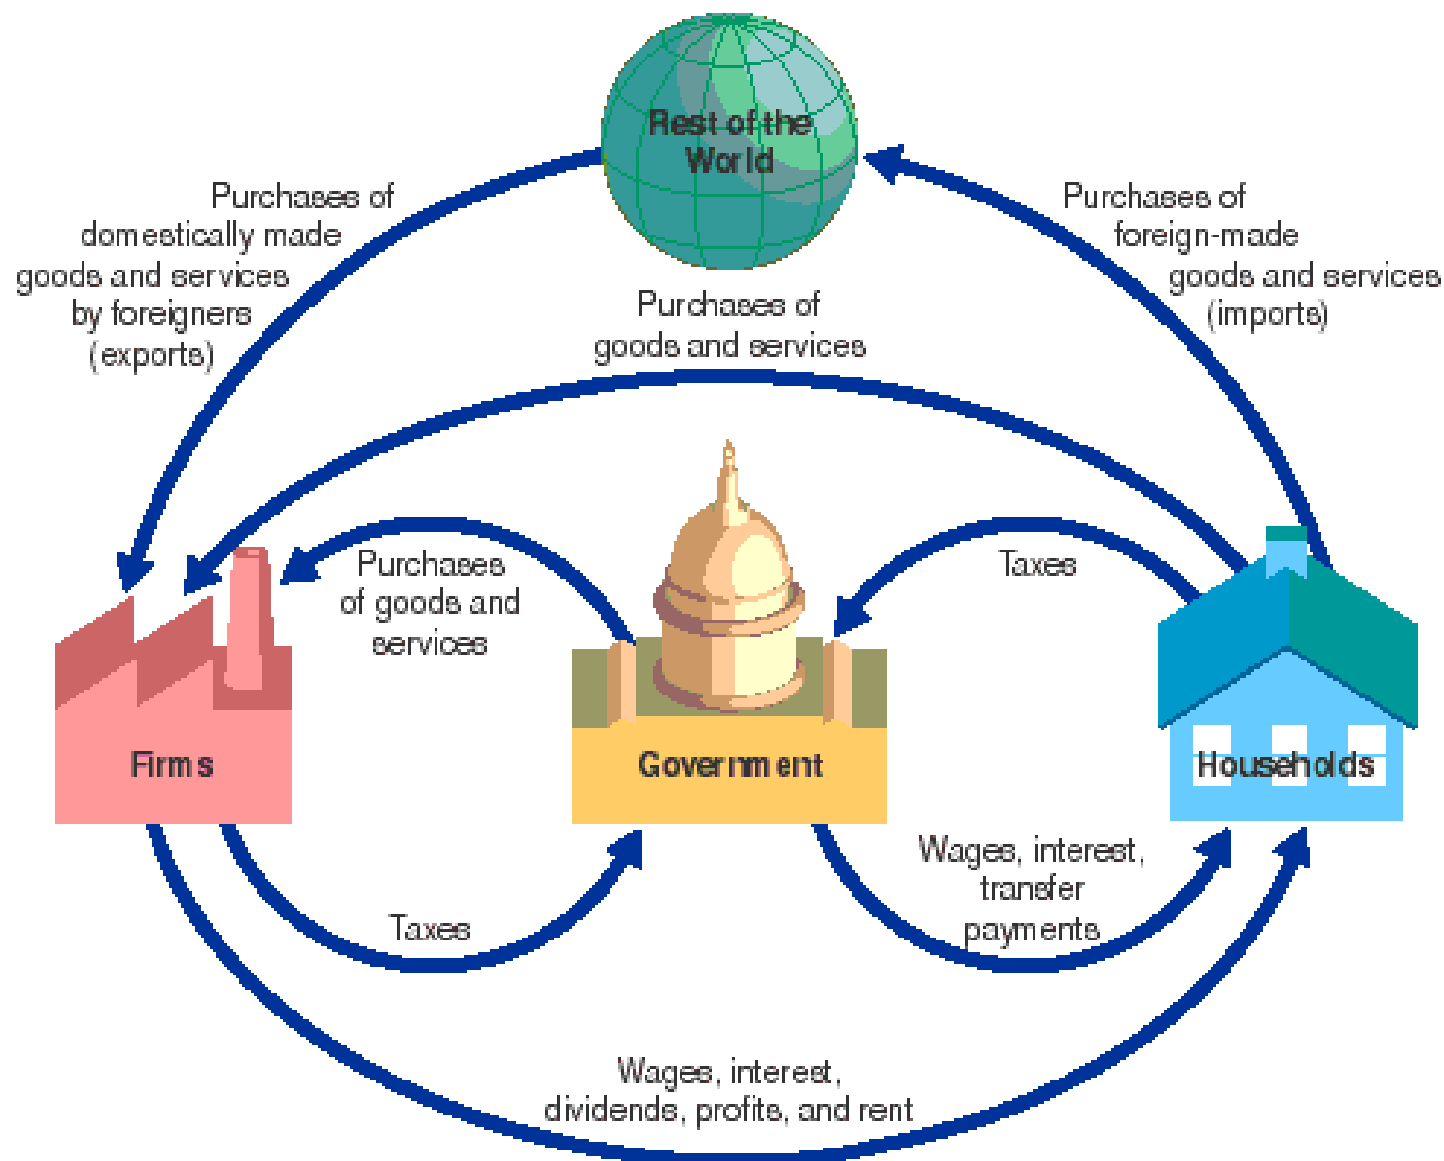 Rest of the
World
Purchases of
domestically made
goods and services
by foreigners
(exports)
Purchases of
foreign-made
goods and services
(imports)
Purchases of
goods and services
Purchases
of goods and
services
Taxes
Firms
Government
Households
Taxes
Wages, interest,
transfer
payments
Wages, interest,
dividends, profits, and rent